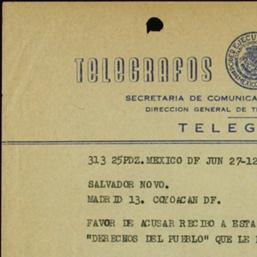 TELEGRAFOS
SECRETARIA DE COMUNICA
DIRECCION GENERAL DE T
TELEG
313 25PDZ. MEXICO DF JUN 27-12
SALVADOR NOVO.
MADRID 13. COYOACAN DF.
FAVOR DE ACUSAR RECIBO A ESTA
"DERECHOS DEL PUEBLO" QUE LE